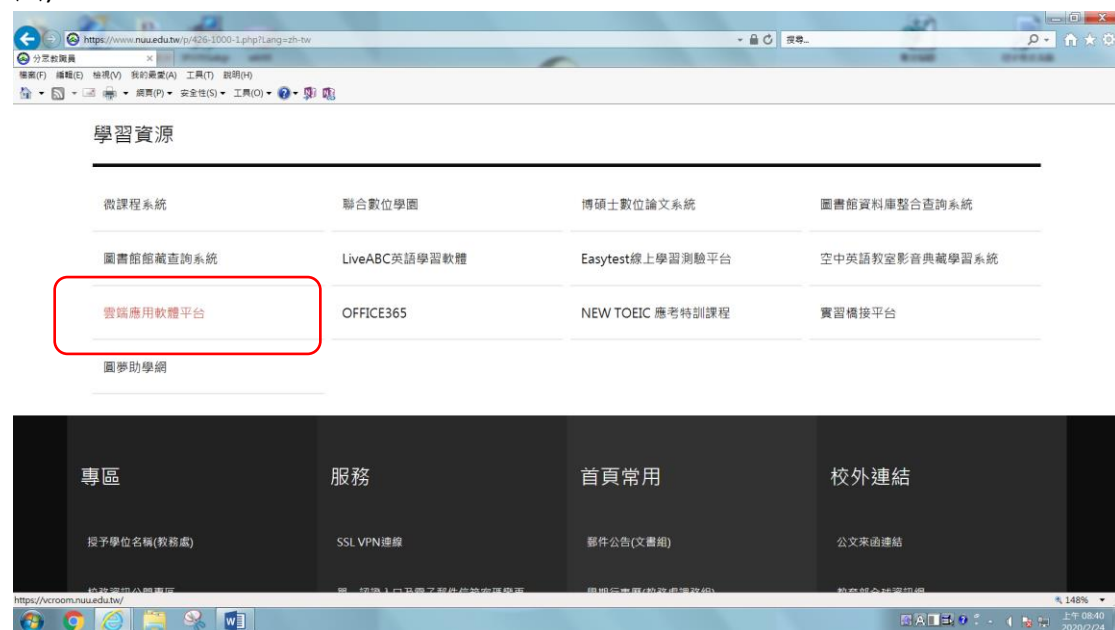 https://www.nuu.edu.tw/p/426-1000-1.php?Lang=zh-tw
搜尋...
分眾教職員
檔案(F) 編輯(E) 檢視(V) 我的最愛(A) 工具(T) 說明(H)
網頁(P) 安全性(S) 工具(O)
學習資源
微課程系統 聯合數位學園 博碩士數位論文系統 圖書館資料庫整合查詢系統
圖書館館藏查詢系統 LiveABC英語學習軟體 Easytest線上學習測驗平台 空中英語教室影音典藏學習系統
雲端應用軟體平台 OFFICE365 NEW TOEIC 應考特訓課程 實習橋接平台
圓夢助學網
專區 服務 首頁常用 校外連結
授予學位名稱(教務處) SSL VPN連線 郵件公告(文書組) 公文來函連結
https://vcroom.nuu.edu.tw/
148%
上午 08:40
2020/2/24